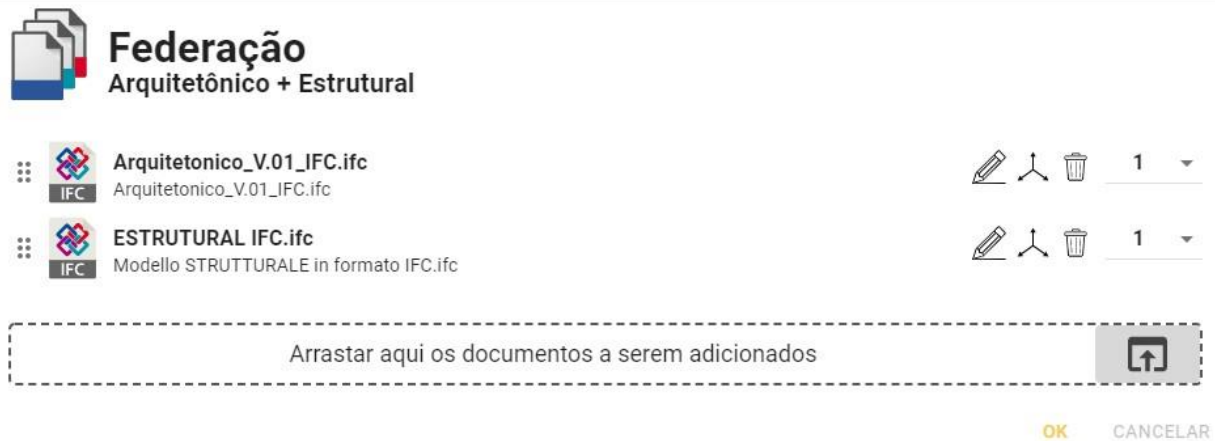 Federação
Arquitetônico + Estrutural
IFC
Arquitetonico_V.01_IFC.ifc
Arquitetonico_V.01_IFC.ifc
1
IFC
ESTRUTURAL IFC.ifc
Modello STRUTTURALE in formato IFC.ifc
1
Arrastar aqui os documentos a serem adicionados
OK CANCELAR